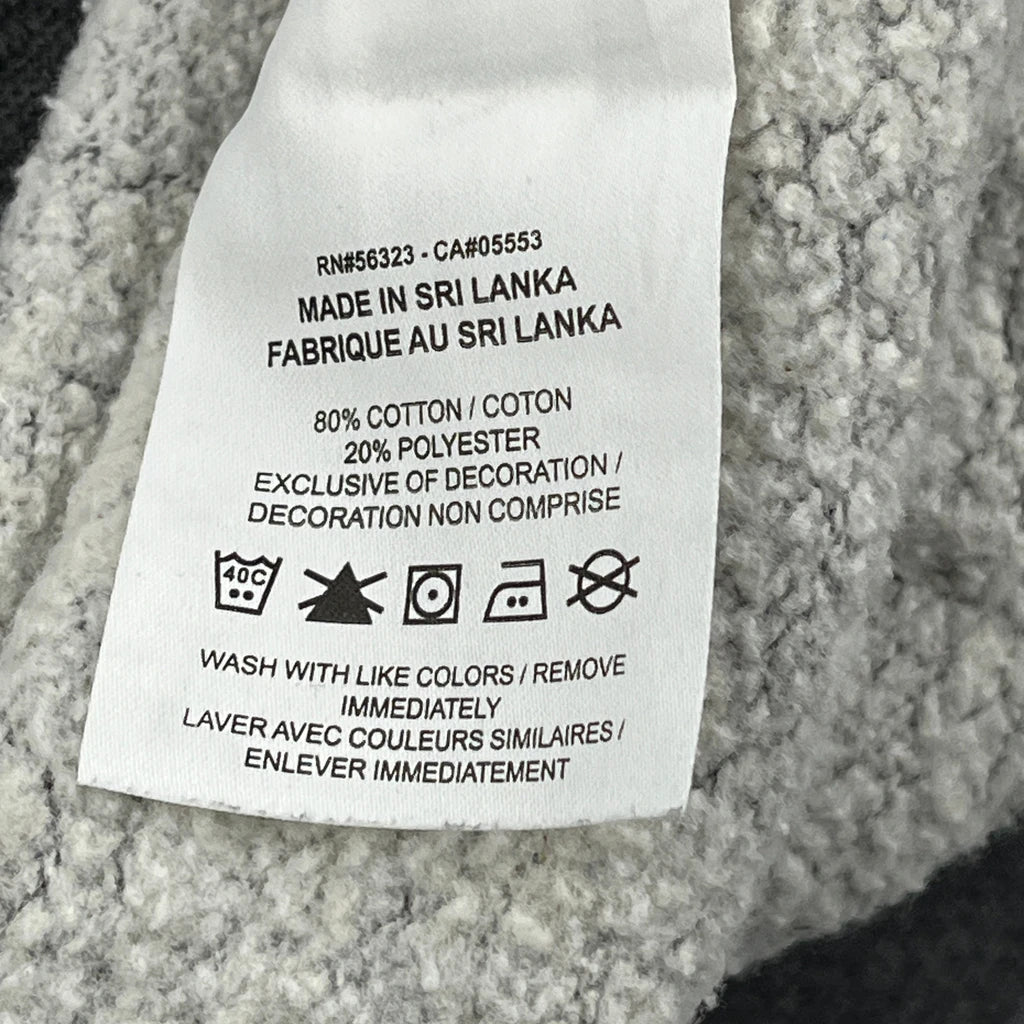 RN#56323 - CA#05553
MADE IN SRI LANKA
FABRIQUE AU SRI LANKA
80% COTTON / COTON
20% POLYESTER
EXCLUSIVE OF DECORATION /
DECORATION NON COMPRISE
40C
WASH WITH LIKE COLORS / REMOVE
IMMEDIATELY
LAVER AVEC COULEURS SIMILAIRES /
ENLEVER IMMEDIATEMENT